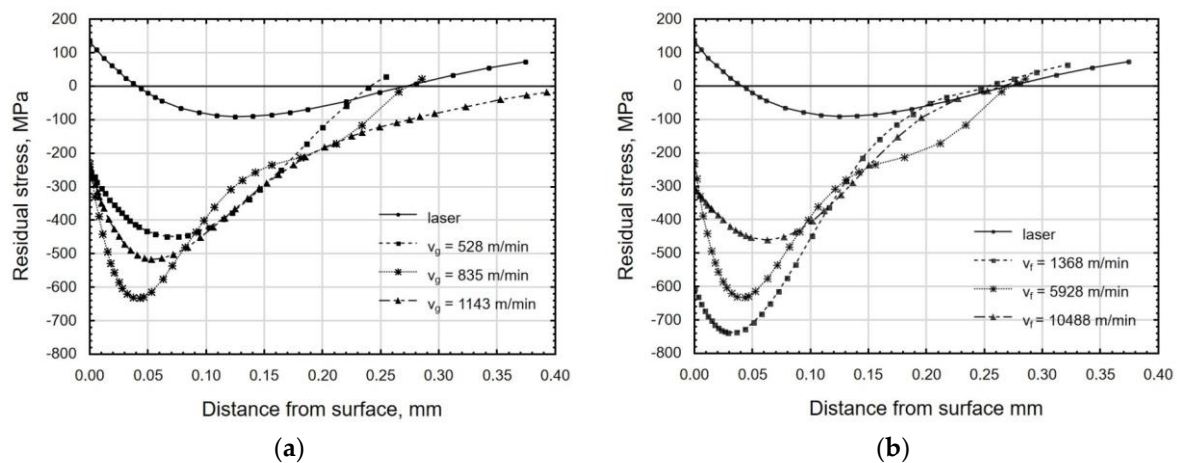 200
100
0
-100
-200
-300
-400
-500
-600
-700
-800
Residual stress, MPa
laser
v_g = 528 m/min
v_g = 835 m/min
v_g = 1143 m/min
0.00 0.05 0.10 0.15 0.20 0.25 0.30 0.35 0.40
Distance from surface, mm
(a)
200
100
0
-100
-200
-300
-400
-500
-600
-700
-800
Residual stress, MPa
laser
v_f = 1368 m/min
v_f = 5928 m/min
v_f = 10488 m/min
0.00 0.05 0.10 0.15 0.20 0.25 0.30 0.35 0.40
Distance from surface mm
(b)